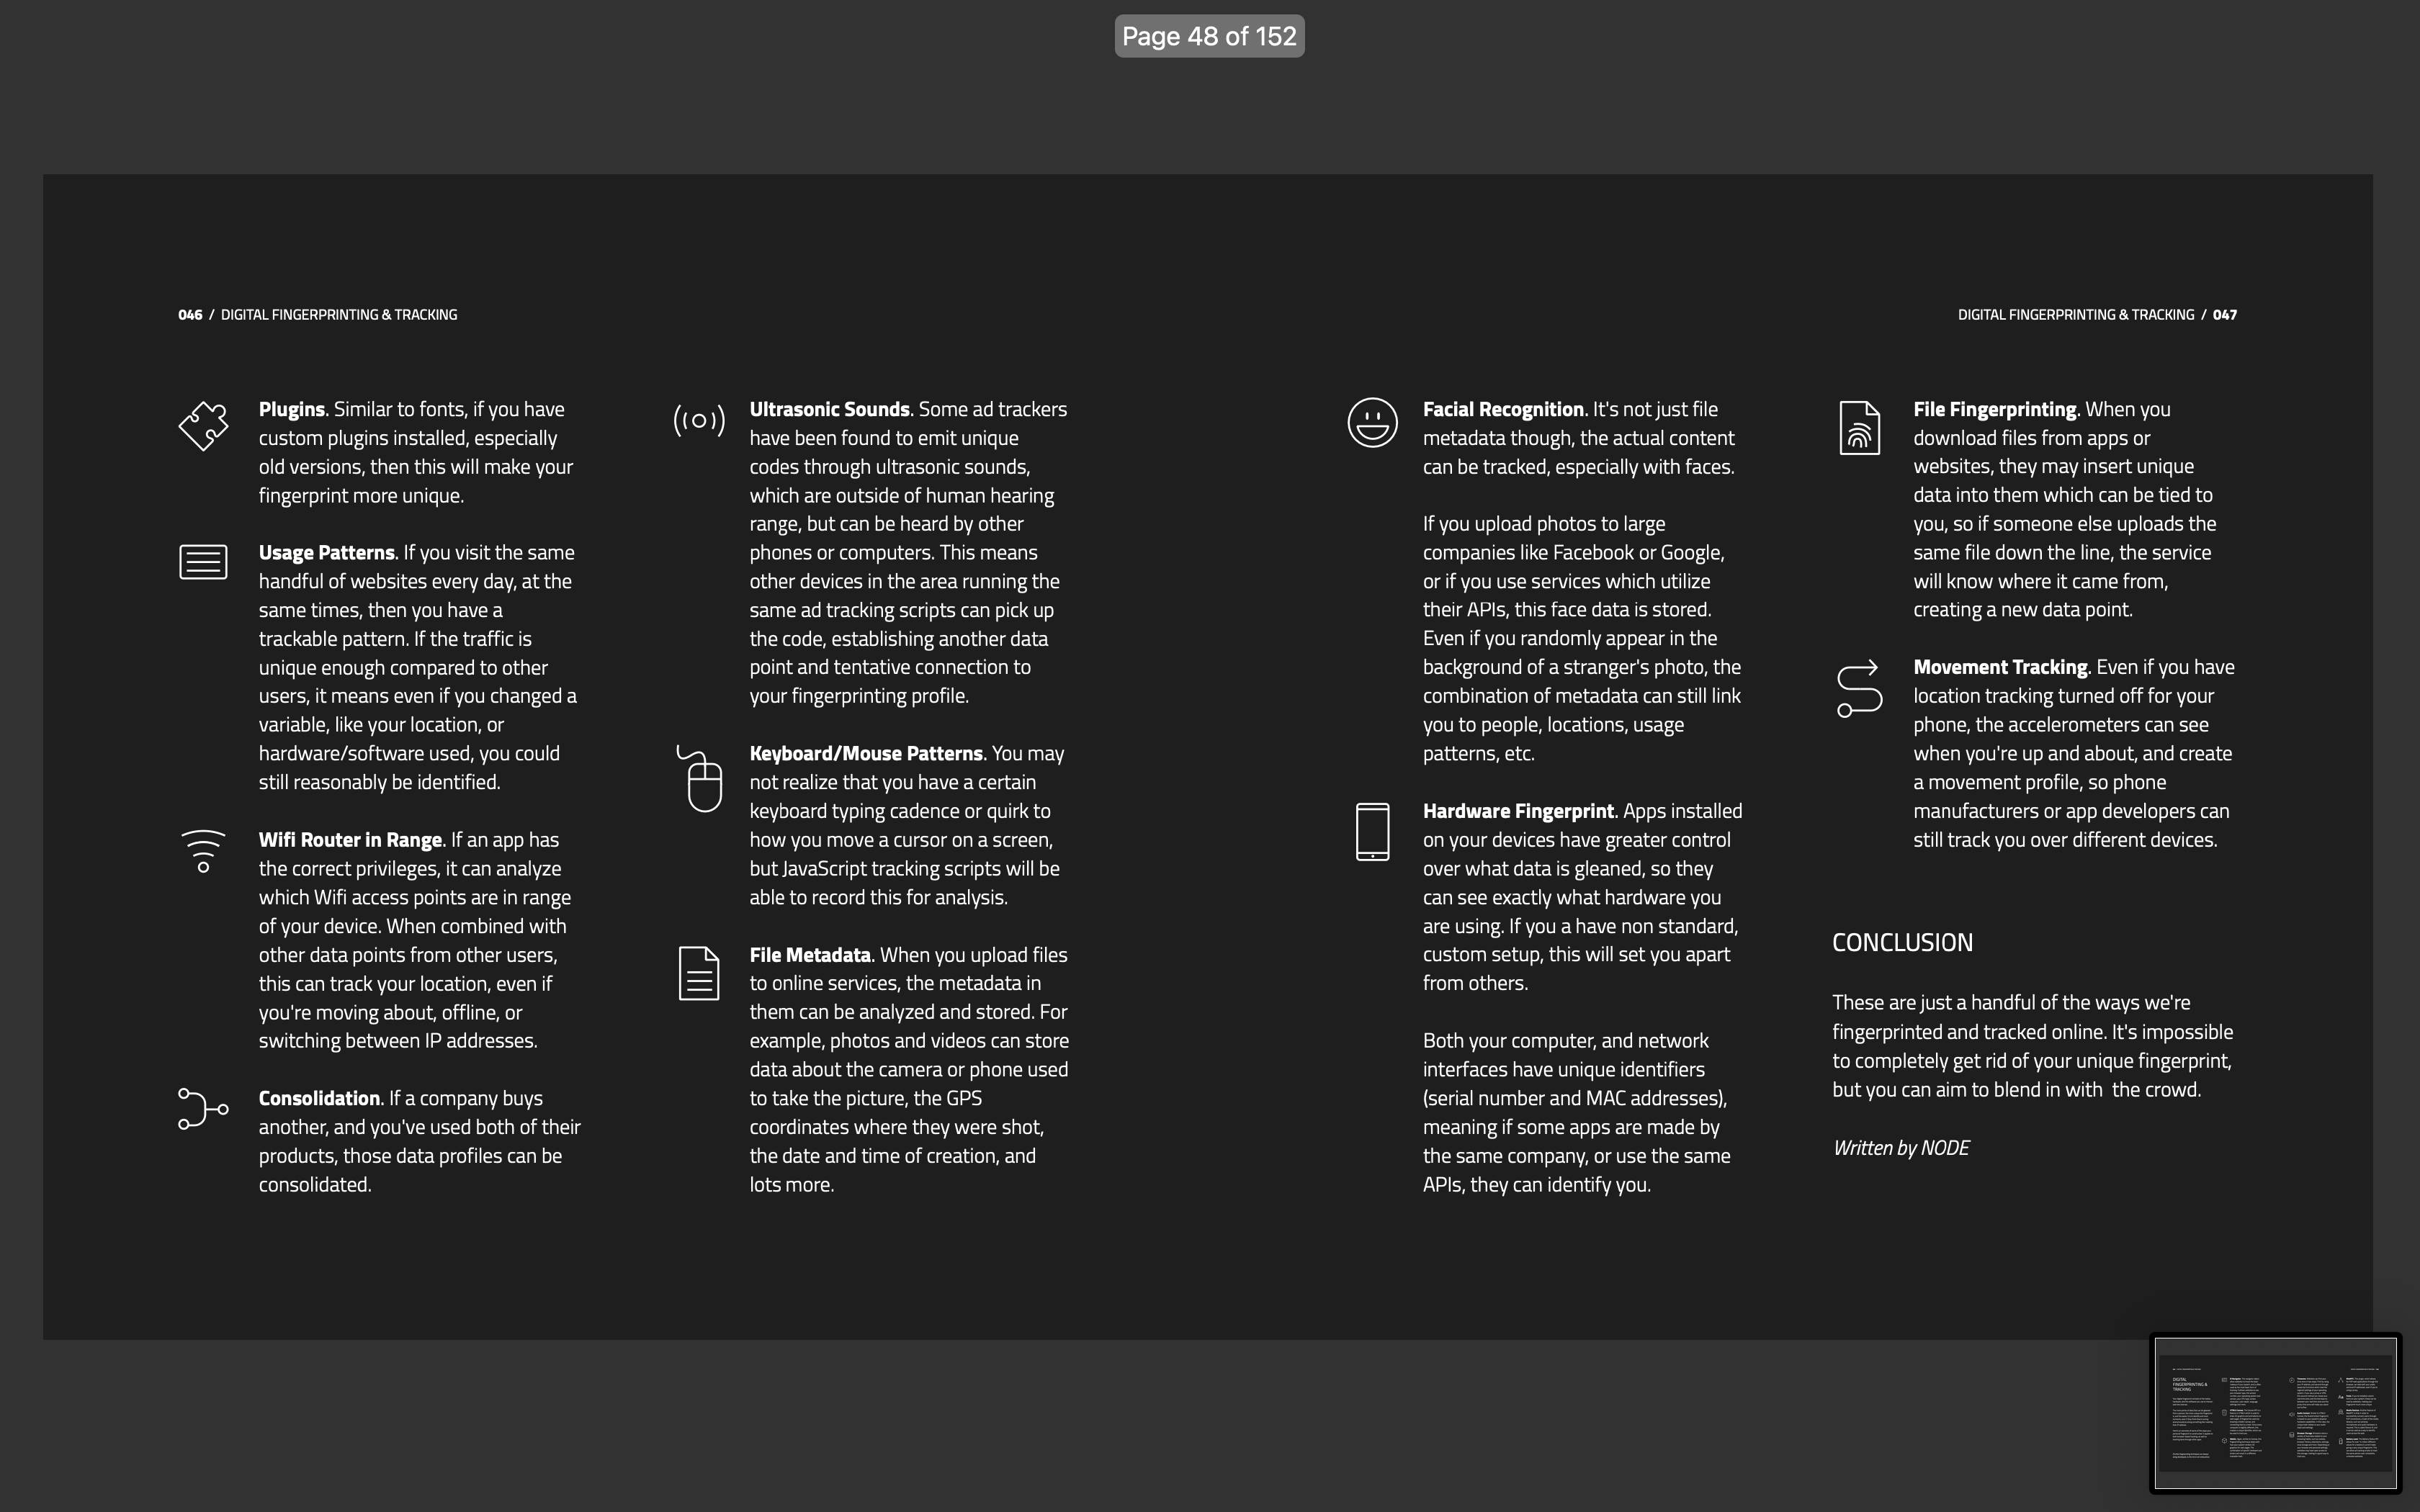 Page 48 of 152
046 / DIGITAL FINGERPRINTING & TRACKING
Plugins. Similar to fonts, if you have
custom plugins installed, especially
old versions, then this will make your
fingerprint more unique.
Usage Patterns. If you visit the same
handful of websites every day, at the
same times, then you have a
trackable pattern. If the traffic is
unique enough compared to other
users, it means even if you changed a
variable, like your location, or
hardware/software used, you could
still reasonably be identified.
Wifi Router in Range. If an app has
the correct privileges, it can analyze
which Wifi access points are in range
of your device. When combined with
other data points from other users,
this can track your location, even if
you're moving about, offline, or
switching between IP addresses.
Consolidation. If a company buys
another, and you've used both of their
products, those data profiles can be
consolidated.
Ultrasonic Sounds. Some ad trackers
have been found to emit unique
codes through ultrasonic sounds,
which are outside of human hearing
range, but can be heard by other
phones or computers. This means
other devices in the area running the
same ad tracking scripts can pick up
the code, establishing another data
point and tentative connection to
your fingerprinting profile.
Keyboard/Mouse Patterns. You may
not realize that you have a certain
keyboard typing cadence or quirk to
how you move a cursor on a screen,
but JavaScript tracking scripts will be
able to record this for analysis.
File Metadata. When you upload files
to online services, the metadata in
them can be analyzed and stored. For
example, photos and videos can store
data about the camera or phone used
to take the picture, the GPS
coordinates where they were shot,
the date and time of creation, and
lots more.
DIGITAL FINGERPRINTING & TRACKING / 047
Facial Recognition. It's not just file
metadata though, the actual content
can be tracked, especially with faces.
If you upload photos to large
companies like Facebook or Google,
or if you use services which utilize
their APIs, this face data is stored.
Even if you randomly appear in the
background of a stranger's photo, the
combination of metadata can still link
you to people, locations, usage
patterns, etc.
Hardware Fingerprint. Apps installed
on your devices have greater control
over what data is gleaned, so they
can see exactly what hardware you
are using. If you a have non standard,
custom setup, this will set you apart
from others.
Both your computer, and network
interfaces have unique identifiers
(serial number and MAC addresses),
meaning if some apps are made by
the same company, or use the same
APIs, they can identify you.
File Fingerprinting. When you
download files from apps or
websites, they may insert unique
data into them which can be tied to
you, so if someone else uploads the
same file down the line, the service
will know where it came from,
creating a new data point.
Movement Tracking. Even if you have
location tracking turned off for your
phone, the accelerometers can see
when you're up and about, and create
a movement profile, so phone
manufacturers or app developers can
still track you over different devices.
CONCLUSION
These are just a handful of the ways we're
fingerprinted and tracked online. It's impossible
to completely get rid of your unique fingerprint,
but you can aim to blend in with  the crowd.
Written by NODE
DIGITAL
FINGERPRINTING &
TRACKING